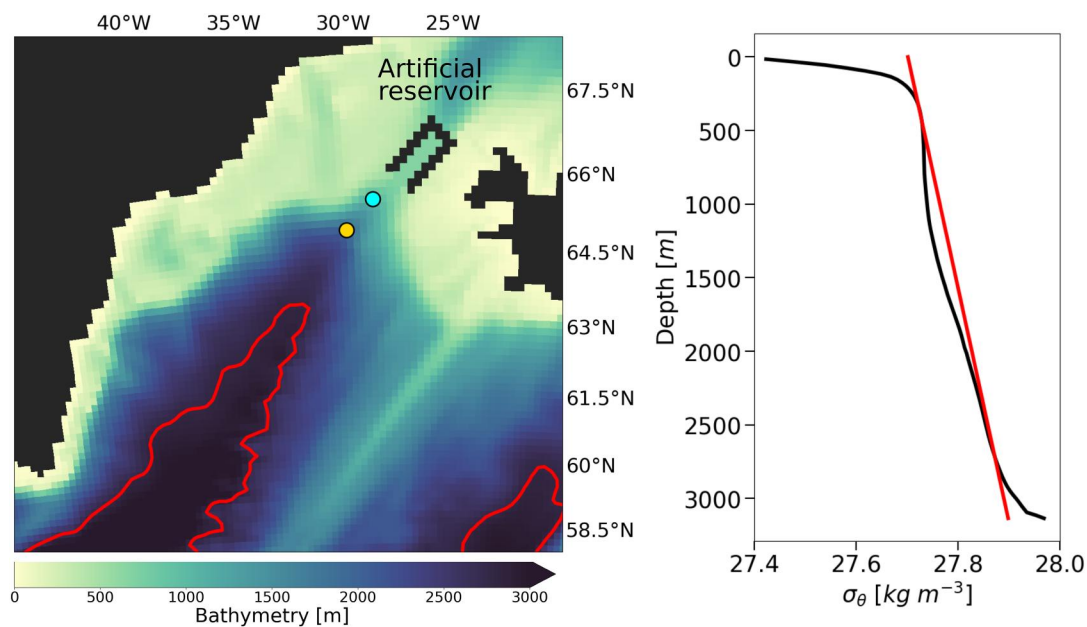 40°W 35°W 30°W 25°W
Artificial
reservoir
67.5°N
66°N
64.5°N
63°N
61.5°N
60°N
58.5°N
0 500 1000 1500 2000 2500 3000
Bathymetry [m]
0
500
1000
1500
2000
2500
3000
Depth [m]
27.4 27.6 27.8 28.0
σθ [kg m⁻³]